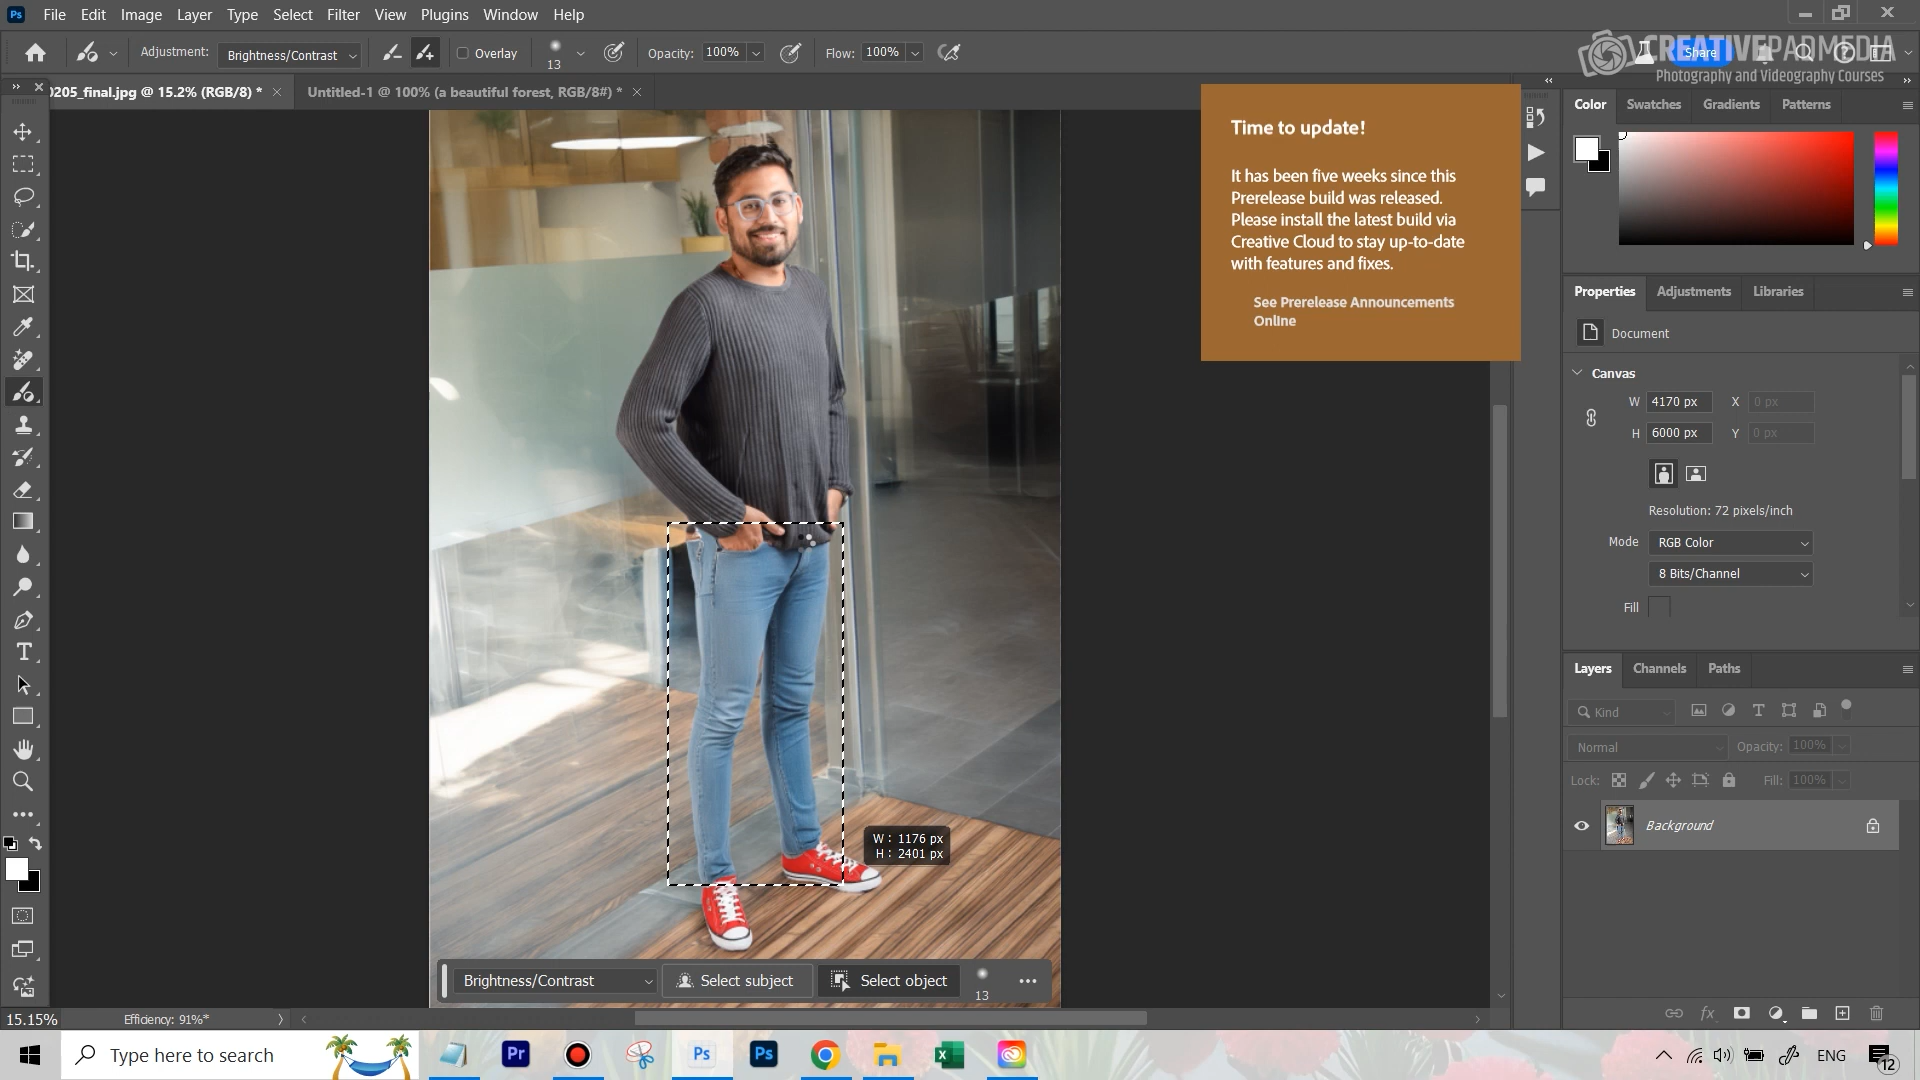 Ps File Edit Image Layer Type Select Filter View Plugins Window Help
Adjustment: Brightness/Contrast Overlay 13 Opacity: 100% Flow: 100%
Share
CREATIVEPADMEDIA
Photography and Videography Courses
0205_final.jpg @ 15.2% (RGB/8) * Untitled-1 @ 100% (a beautiful forest, RGB/8#) *
Time to update!
It has been five weeks since this
Prerelease build was released.
Please install the latest build via
Creative Cloud to stay up-to-date
with features and fixes.
See Prerelease Announcements
Online
Color Swatches Gradients Patterns
Properties Adjustments Libraries
Document
Canvas
W 4170 px X 0 px
H 6000 px Y 0 px
Resolution: 72 pixels/inch
Mode RGB Color
8 Bits/Channel
Fill
Layers Channels Paths
Kind
Normal Opacity: 100%
Lock: Fill: 100%
Background
W : 1176 px
H : 2401 px
Brightness/Contrast Select subject Select object 13
15.15% Efficiency: 91%*
Type here to search Pr Ps Ps ENG 12